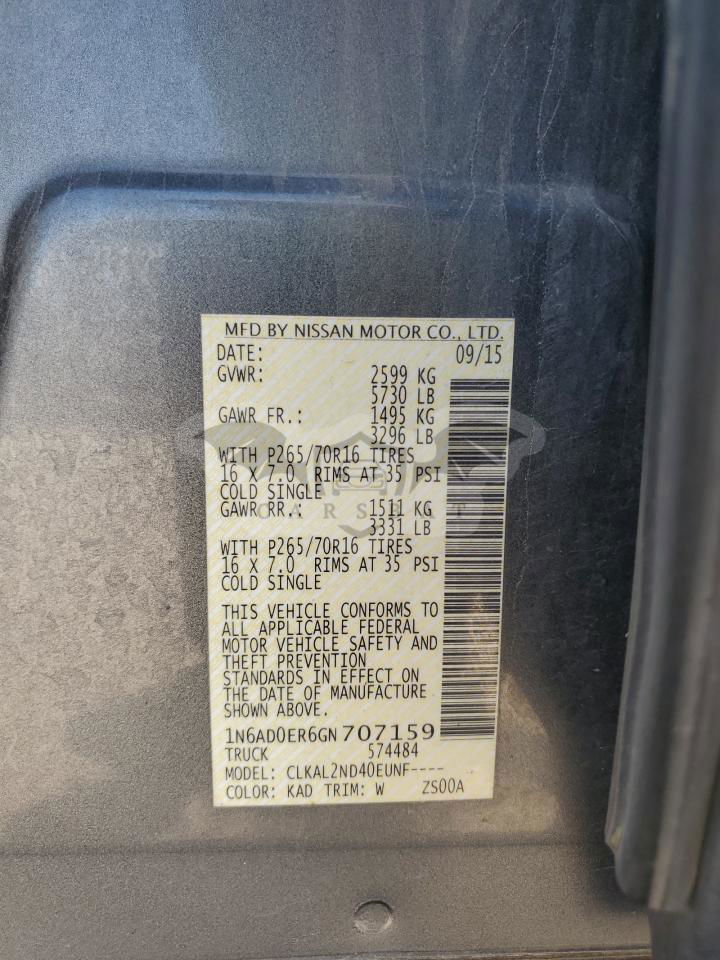 MFD BY NISSAN MOTOR CO., LTD.
DATE: 09/15
GVWR: 2599 KG
5730 LB
GAWR FR.: 1495 KG
3296 LB
WITH P265/70R16 TIRES
16 X 7.0 RIMS AT 35 PSI
COLD SINGLE
GAWR RR.: 1511 KG
CARSBAT
3331 LB
WITH P265/70R16 TIRES
16 X 7.0 RIMS AT 35 PSI
COLD SINGLE
THIS VEHICLE CONFORMS TO
ALL APPLICABLE FEDERAL
MOTOR VEHICLE SAFETY AND
THEFT PREVENTION
STANDARDS IN EFFECT ON
THE DATE OF MANUFACTURE
SHOWN ABOVE.
1N6AD0ER6GN707159
TRUCK 574484
MODEL: CLKAL2ND40EUNF----
COLOR: KAD TRIM: W ZS00A